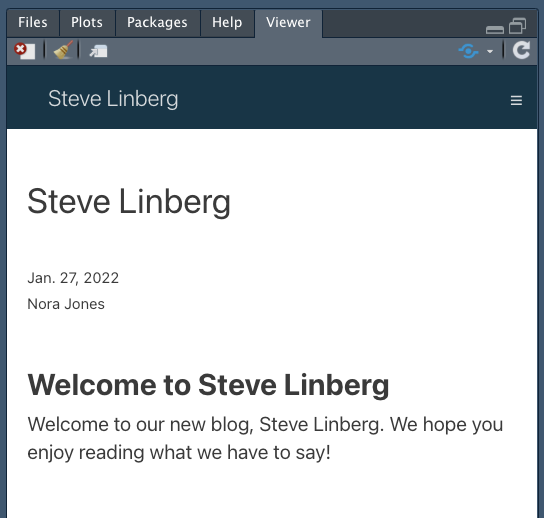 Files Plots Packages Help Viewer
Steve Linberg
Steve Linberg
Jan. 27, 2022
Nora Jones
Welcome to Steve Linberg
Welcome to our new blog, Steve Linberg. We hope you
enjoy reading what we have to say!